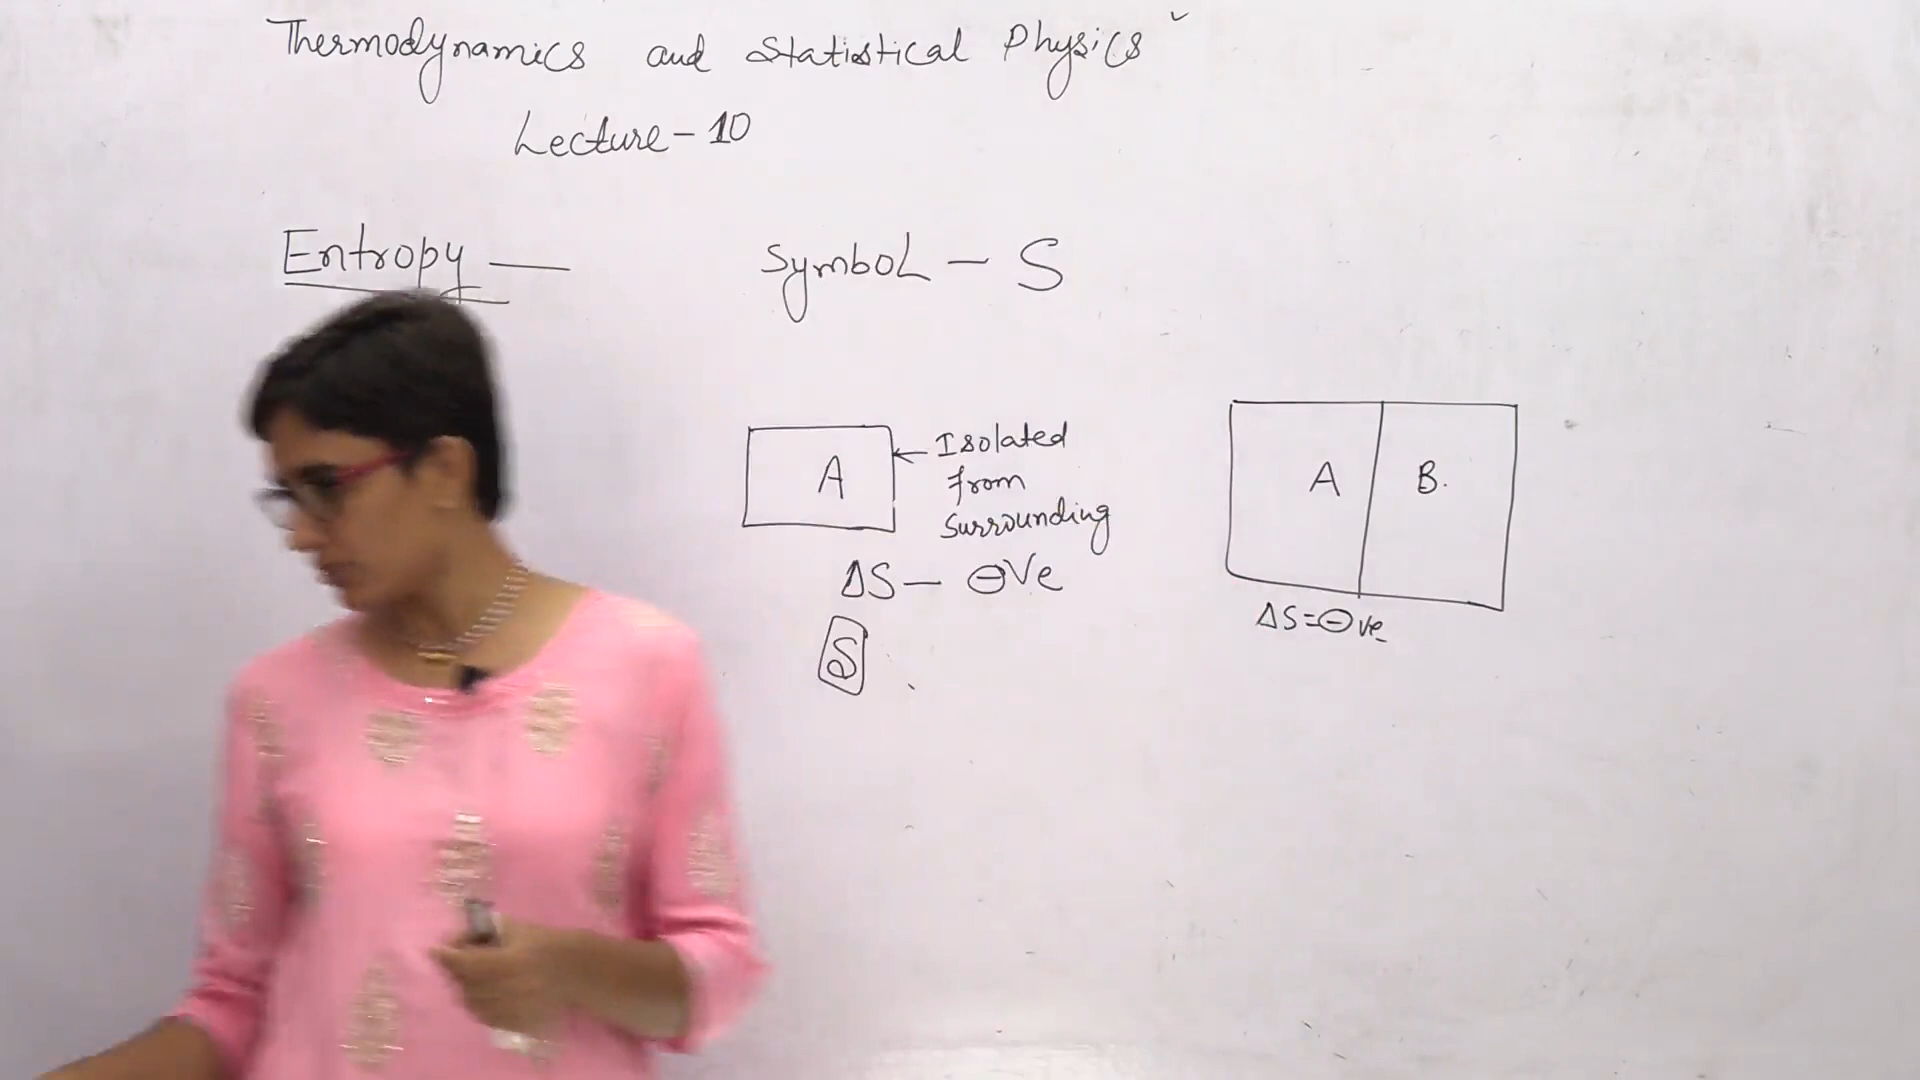 Thermodynamics and Statistical Physics
Lecture - 10
Entropy —
Symbol - S
A
Isolated
from
surrounding
ΔS — ⊖ve
S
A
B.
ΔS = ⊖ve